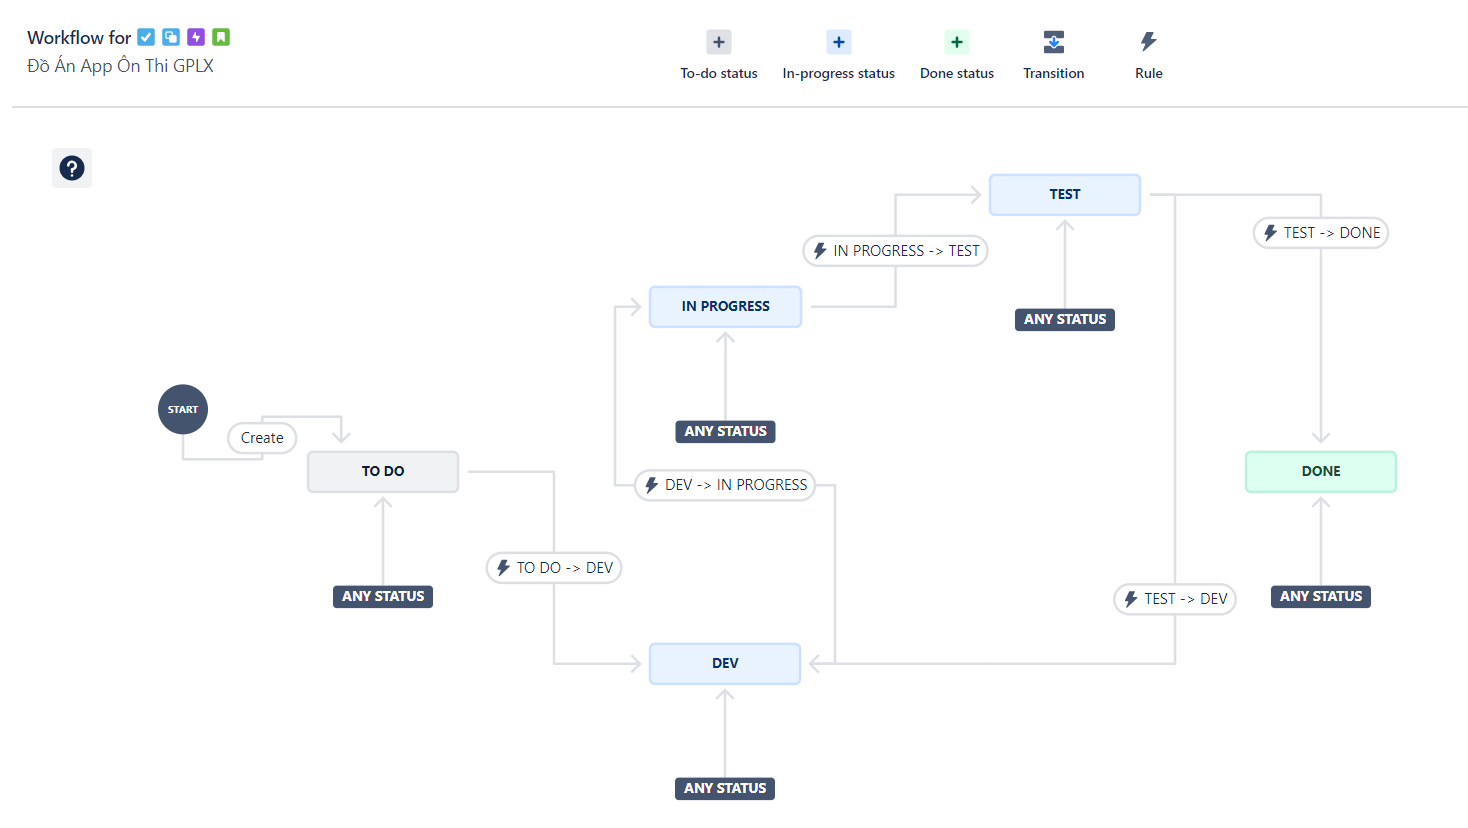 Workflow for
Đồ Án App Ôn Thi GPLX
To-do status
In-progress status
Done status
Transition
Rule
?
TEST
TEST -> DONE
IN PROGRESS -> TEST
IN PROGRESS
ANY STATUS
START
Create
ANY STATUS
TO DO
DONE
DEV -> IN PROGRESS
TO DO -> DEV
ANY STATUS
TEST -> DEV
ANY STATUS
DEV
ANY STATUS